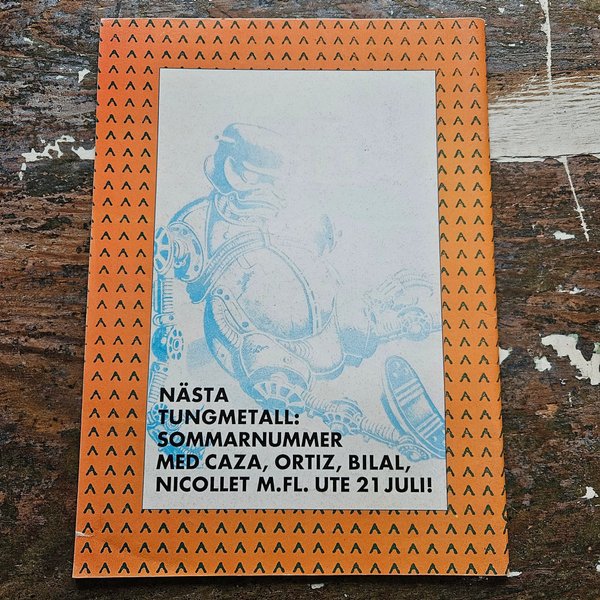 NÄSTA
TUNGMETALL:
SOMMARNUMMER
MED CAZA, ORTIZ, BILAL,
NICOLLET M.FL. UTE 21 JULI!